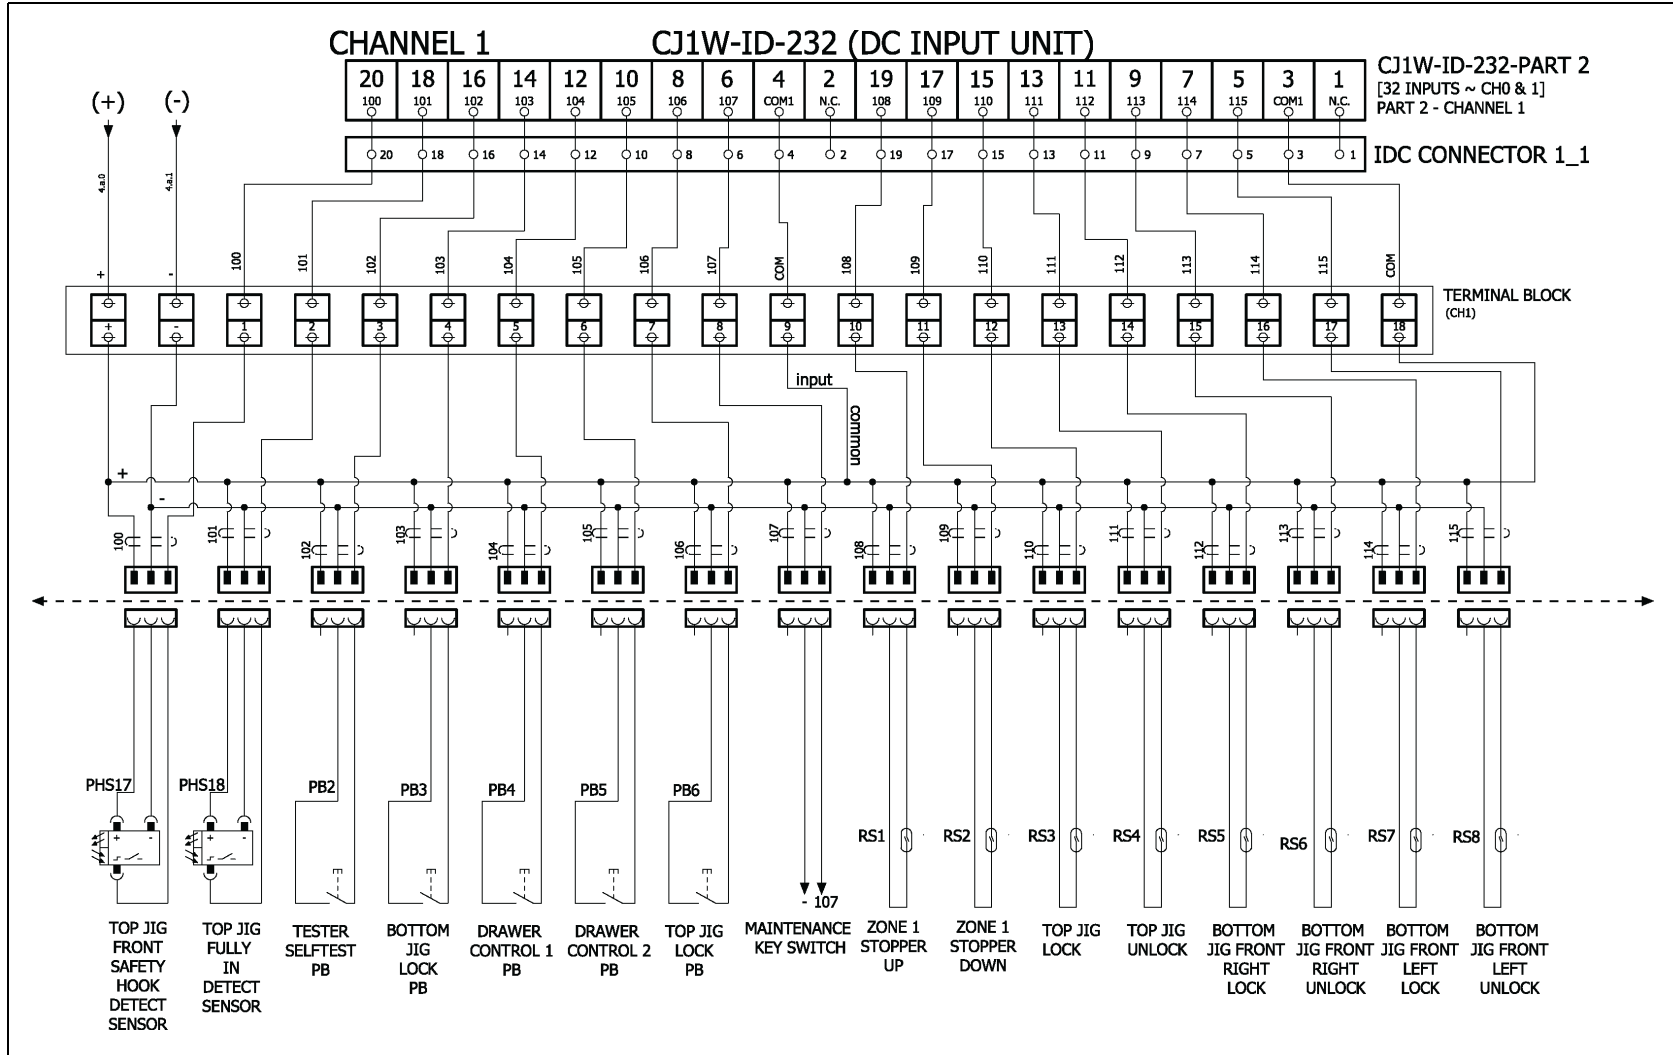 CHANNEL 1 CJ1W-ID-232 (DC INPUT UNIT)
20 18 16 14 12 10 8 6 4 2 19 17 15 13 11 9 7 5 3 1
100 101 102 103 104 105 106 107 COM1 N.C. 108 109 110 111 112 113 114 115 COM1 N.C.
CJ1W-ID-232-PART 2
[32 INPUTS ~ CH0 & 1]
PART 2 - CHANNEL 1
(+) (-)
20 18 16 14 12 10 8 6 4 2 19 17 15 13 11 9 7 5 3 1
IDC CONNECTOR 1_1
4.a.0 4.a.1
+ - 100 101 102 103 104 105 106 107 COM 108 109 110 111 112 113 114 115 COM
TERMINAL BLOCK
(CH1)
+ - 1 2 3 4 5 6 7 8 9 10 11 12 13 14 15 16 17 18
input
common
+
-
100 101 102 103 104 105 106 107 108 109 110 111 112 113 114 115
PHS17 PHS18 PB2 PB3 PB4 PB5 PB6
RS1 RS2 RS3 RS4 RS5 RS6 RS7 RS8
+ - + -
- 107
TOP JIG
FRONT
SAFETY
HOOK
DETECT
SENSOR
TOP JIG
FULLY
IN
DETECT
SENSOR
TESTER
SELFTEST
PB
BOTTOM
JIG
LOCK
PB
DRAWER
CONTROL 1
PB
DRAWER
CONTROL 2
PB
TOP JIG
LOCK
PB
MAINTENANCE
KEY SWITCH
ZONE 1
STOPPER
UP
ZONE 1
STOPPER
DOWN
TOP JIG
LOCK
TOP JIG
UNLOCK
BOTTOM
JIG FRONT
RIGHT
LOCK
BOTTOM
JIG FRONT
RIGHT
UNLOCK
BOTTOM
JIG FRONT
LEFT
LOCK
BOTTOM
JIG FRONT
LEFT
UNLOCK